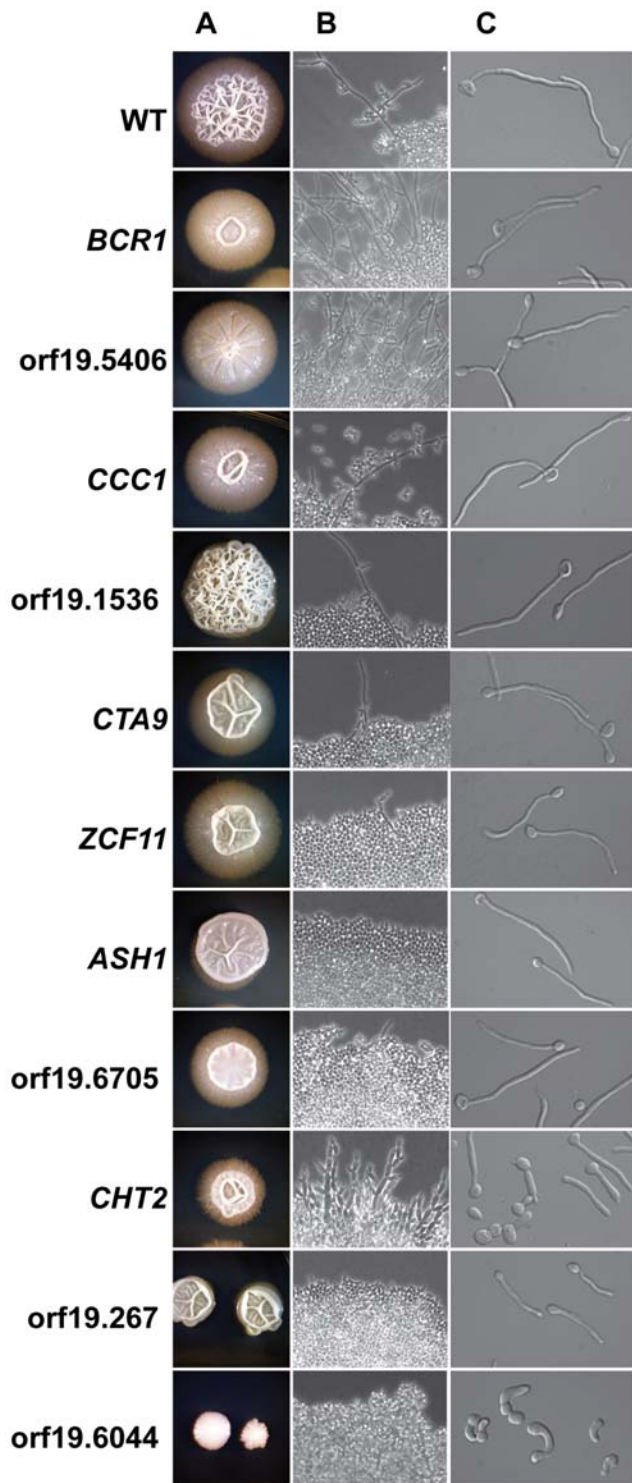 A B C
WT
BCR1
orf19.5406
CCC1
orf19.1536
CTA9
ZCF11
ASH1
orf19.6705
CHT2
orf19.267
orf19.6044